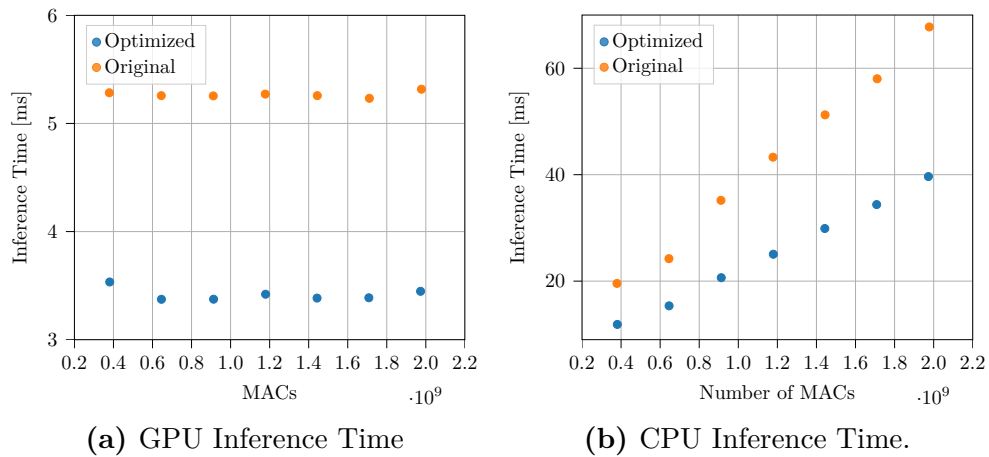 6
5
4
3
Inference Time [ms]
Optimized
Original
0.2 0.4 0.6 0.8 1.0 1.2 1.4 1.6 1.8 2.0 2.2
MACs
·10⁹
(a) GPU Inference Time
60
40
20
Inference Time [ms]
Optimized
Original
0.2 0.4 0.6 0.8 1.0 1.2 1.4 1.6 1.8 2.0 2.2
Number of MACs
·10⁹
(b) CPU Inference Time.